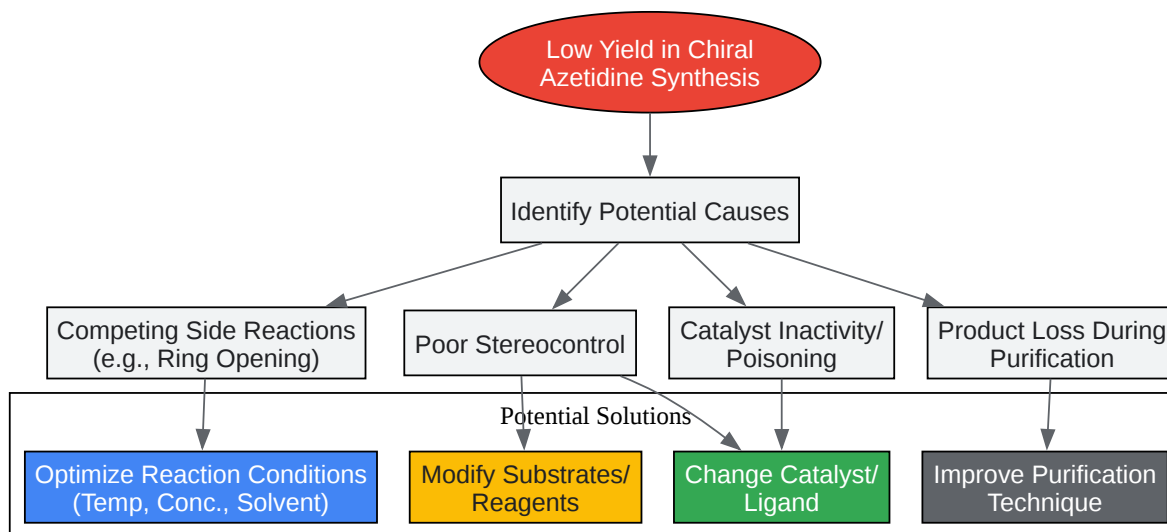 Low Yield in Chiral
Azetidine Synthesis
Identify Potential Causes
Competing Side Reactions
(e.g., Ring Opening)
Poor Stereocontrol
Catalyst Inactivity/
Poisoning
Product Loss During
Purification
Potential Solutions
Optimize Reaction Conditions
(Temp, Conc., Solvent)
Modify Substrates/
Reagents
Change Catalyst/
Ligand
Improve Purification
Technique